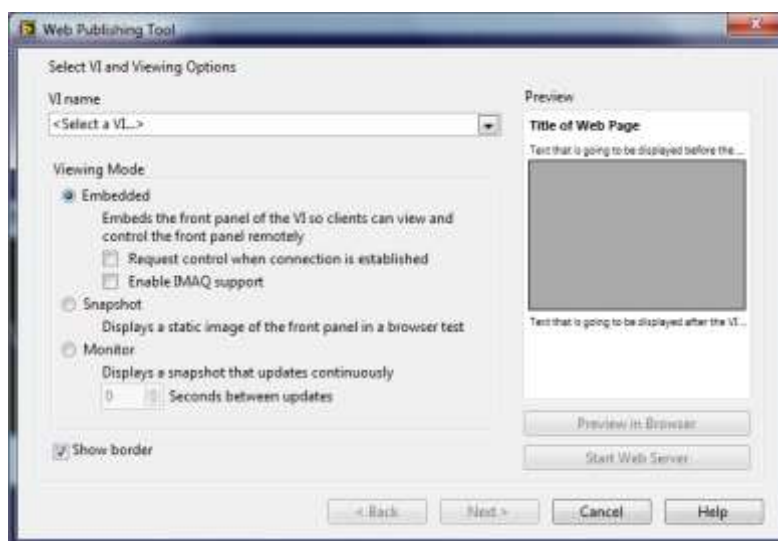 Web Publishing Tool
Select VI and Viewing Options
VI name
<Select a VI...>
Viewing Mode
Embedded
Embeds the front panel of the VI so clients can view and
control the front panel remotely
Request control when connection is established
Enable IMAQ support
Snapshot
Displays a static image of the front panel in a browser test
Monitor
Displays a snapshot that updates continuously
0 Seconds between updates
Show border
Preview
Title of Web Page
Text that is going to be displayed before the ...
Text that is going to be displayed after the VI...
Preview in Browser
Start Web Server
< Back
Next >
Cancel
Help